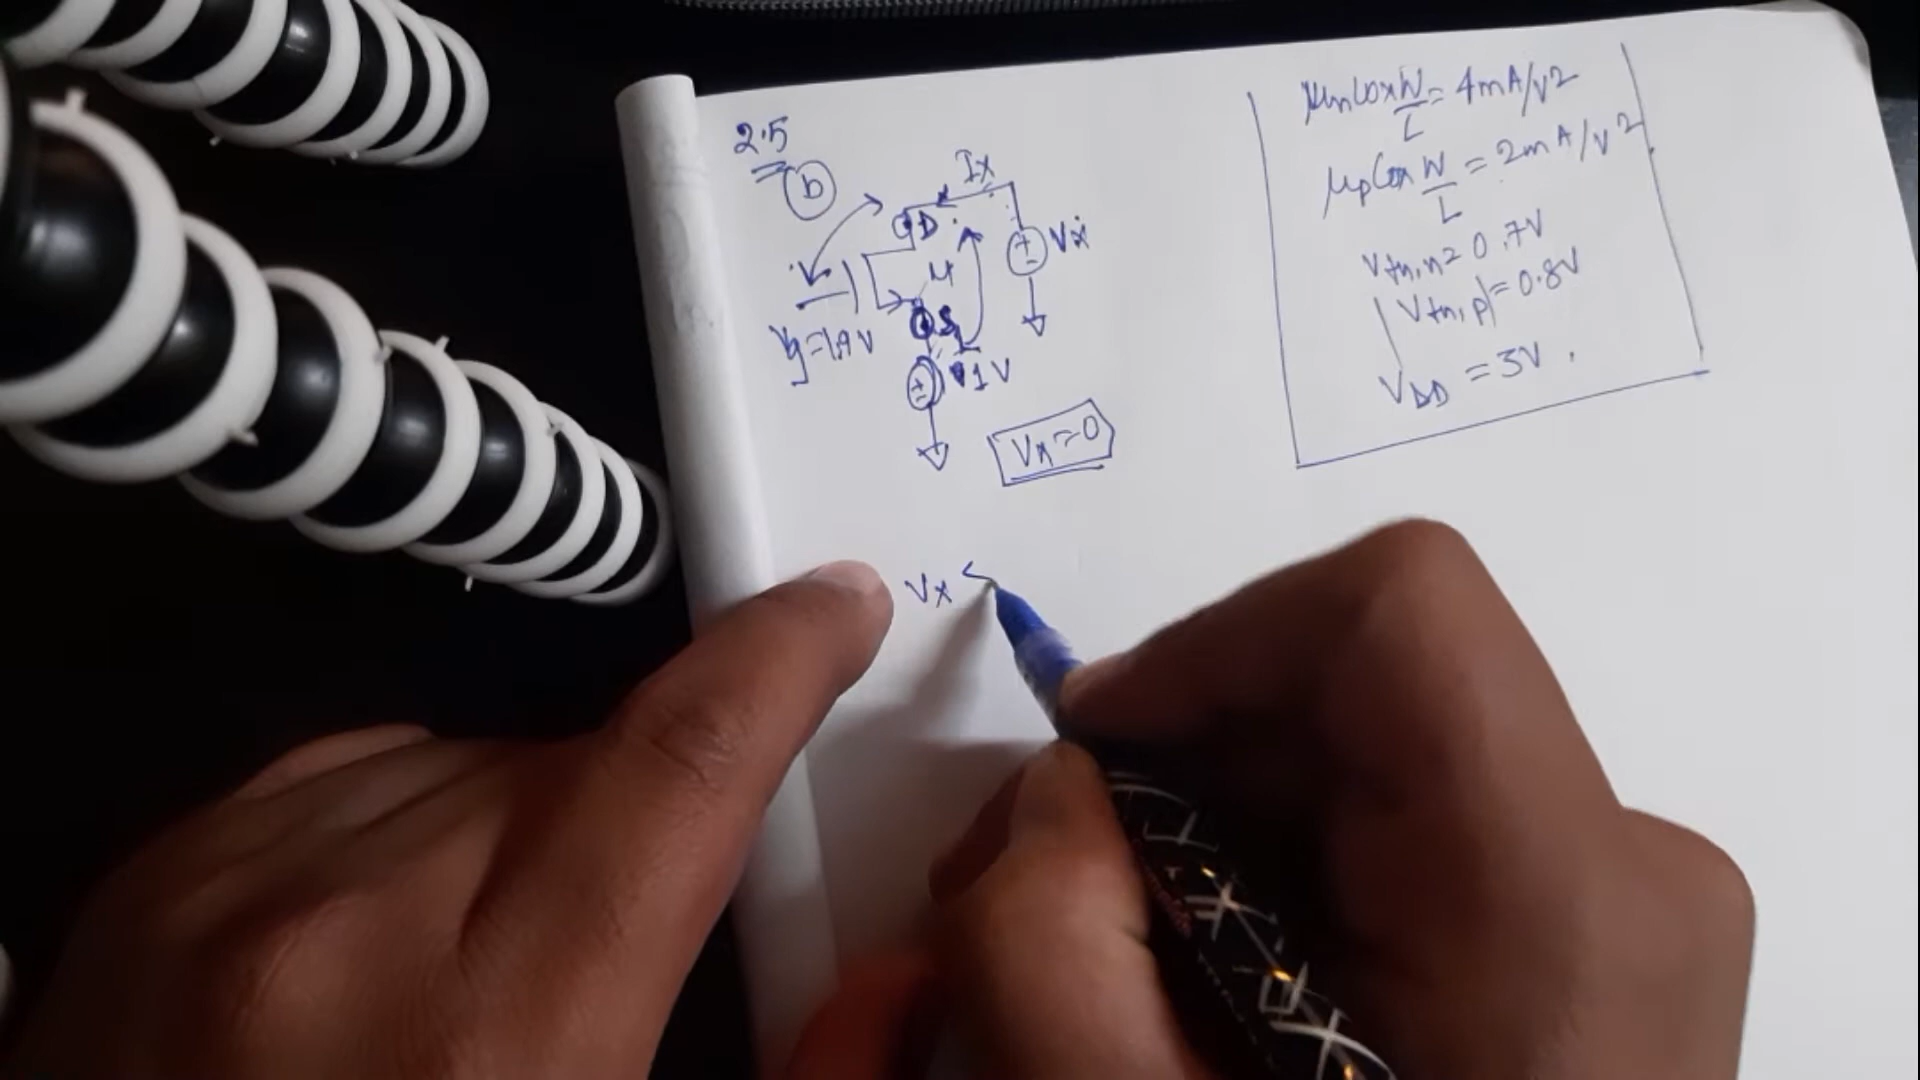 2.5
(b)
Ix
D
Vx
M
Vg=1.9V
S
1V
Vx=0
Vx <
μnCox W/L = 4mA/V2
μpCox W/L = 2mA/V2
Vth,n = 0.7V
|Vth,p| = 0.8V
VDD = 3V.